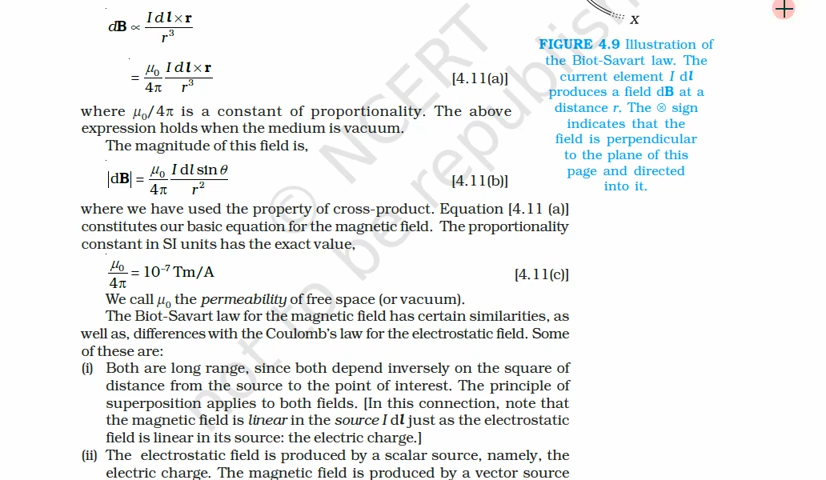 dB ∝ I dl × r / r³
= μ₀/4π I dl × r / r³ [4.11(a)]
where μ₀/4π is a constant of proportionality. The above
expression holds when the medium is vacuum.
The magnitude of this field is,
|dB| = μ₀/4π I dl sin θ / r² [4.11(b)]
where we have used the property of cross-product. Equation [4.11 (a)]
constitutes our basic equation for the magnetic field. The proportionality
constant in SI units has the exact value,
μ₀/4π = 10⁻⁷ Tm/A [4.11(c)]
We call μ₀ the permeability of free space (or vacuum).
The Biot-Savart law for the magnetic field has certain similarities, as
well as, differences with the Coulomb's law for the electrostatic field. Some
of these are:
(i) Both are long range, since both depend inversely on the square of
distance from the source to the point of interest. The principle of
superposition applies to both fields. [In this connection, note that
the magnetic field is linear in the source I dl just as the electrostatic
field is linear in its source: the electric charge.]
(ii) The electrostatic field is produced by a scalar source, namely, the
electric charge. The magnetic field is produced by a vector source
x
FIGURE 4.9 Illustration of
the Biot-Savart law. The
current element I dl
produces a field dB at a
distance r. The ⊗ sign
indicates that the
field is perpendicular
to the plane of this
page and directed
into it.
© NCERT
not to be republish